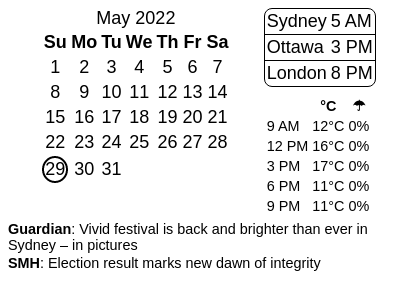 May 2022
Su Mo Tu We Th Fr Sa
1 2 3 4 5 6 7
8 9 10 11 12 13 14
15 16 17 18 19 20 21
22 23 24 25 26 27 28
29 30 31
Sydney 5 AM
Ottawa 3 PM
London 8 PM
°C ☂
9 AM 12°C 0%
12 PM 16°C 0%
3 PM 17°C 0%
6 PM 11°C 0%
9 PM 11°C 0%
Guardian: Vivid festival is back and brighter than ever in
Sydney – in pictures
SMH: Election result marks new dawn of integrity